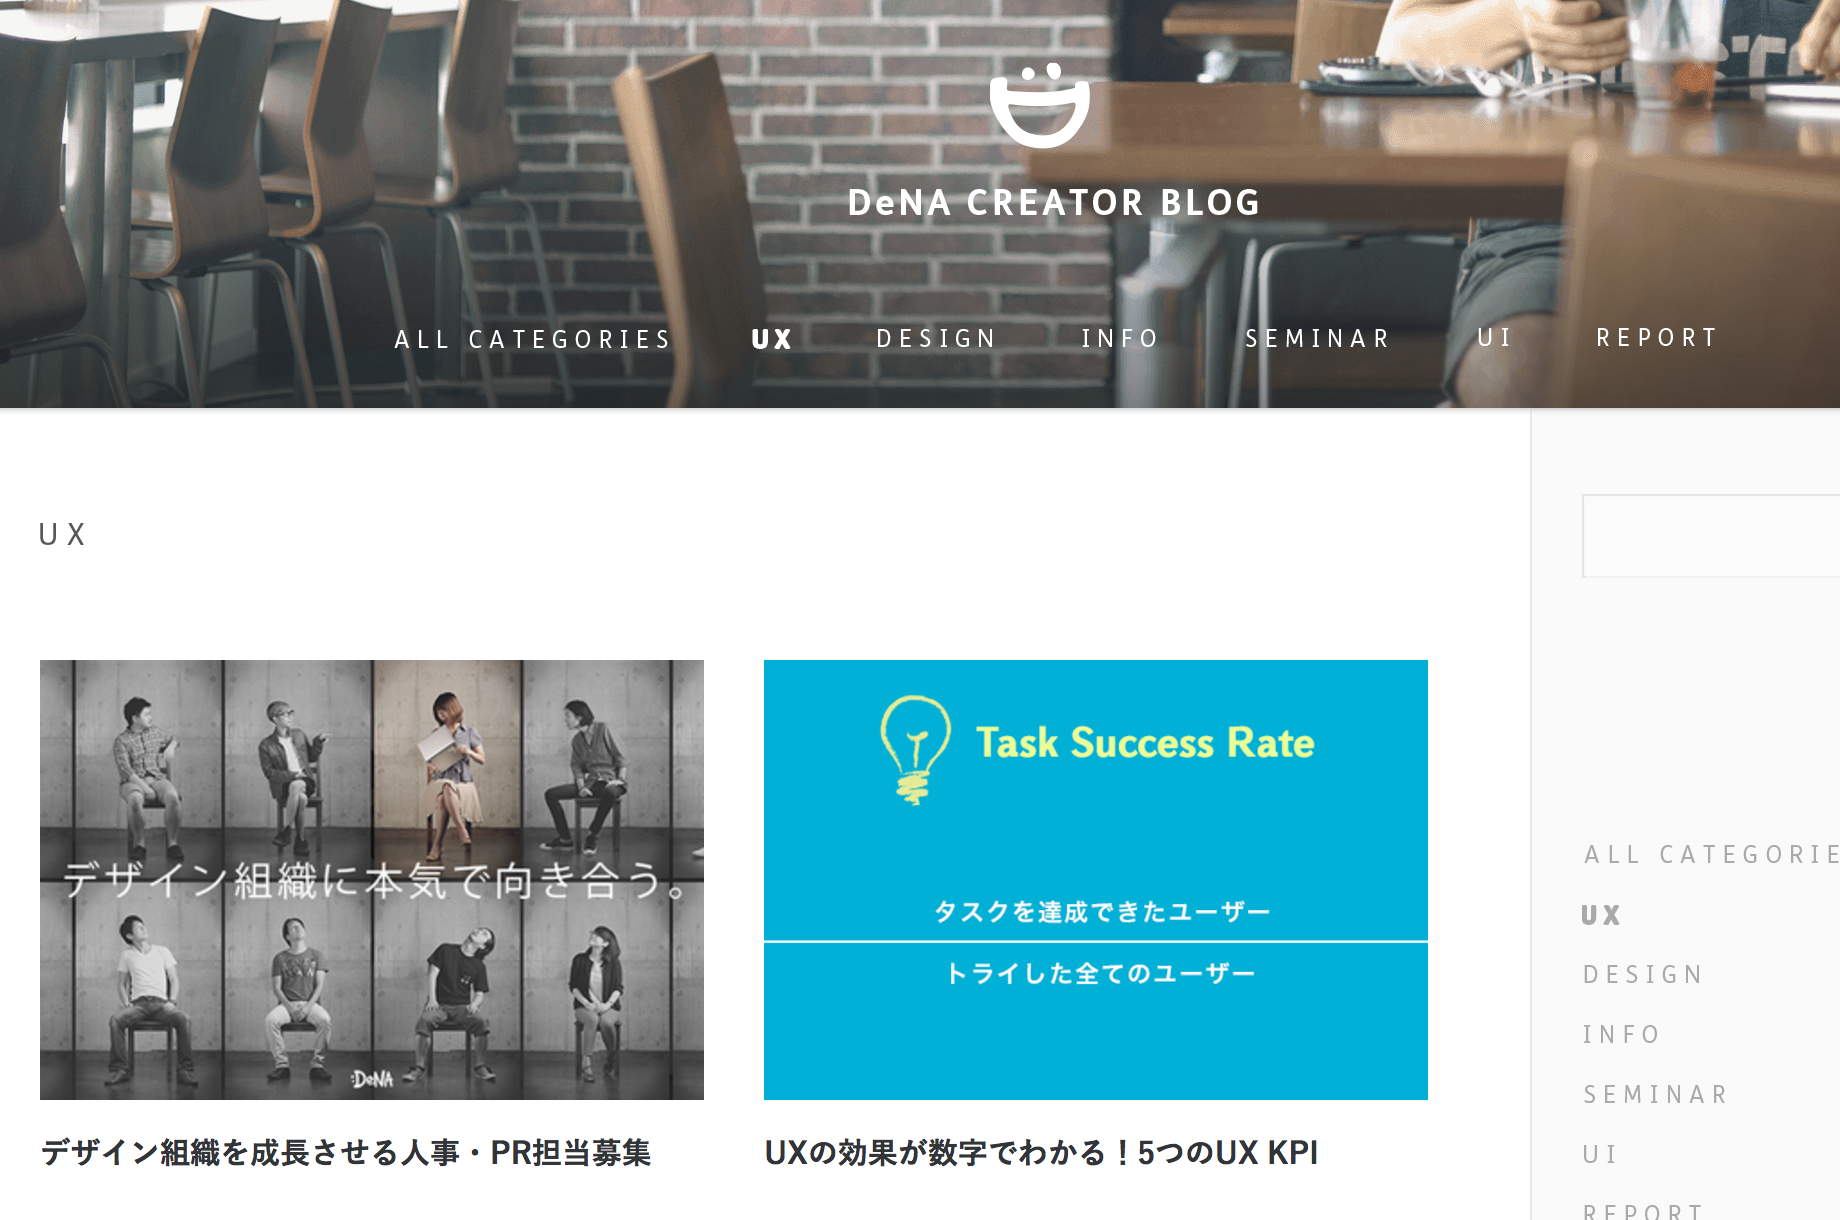 DeNA CREATOR BLOG
ALL CATEGORIES
UX
DESIGN
INFO
SEMINAR
UI
REPORT
UX
デザイン組織に本気で向き合う。
DeNA
デザイン組織を成長させる人事・PR担当募集
Task Success Rate
タスクを達成できたユーザー
トライした全てのユーザー
UXの効果が数字でわかる！5つのUX KPI
ALL CATEGORIE
UX
DESIGN
INFO
SEMINAR
UI
REPORT